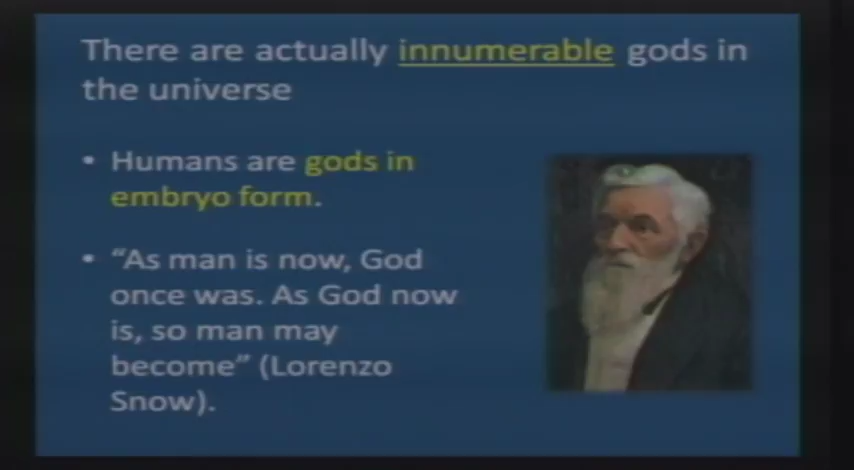 There are actually innumerable gods in
the universe
• Humans are gods in
embryo form.
• “As man is now, God
once was. As God now
is, so man may
become” (Lorenzo
Snow).